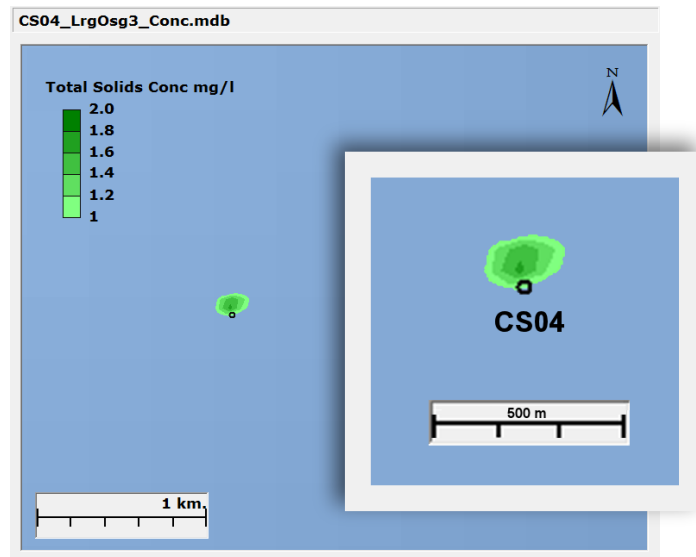 CS04_LrgOsg3_Conc.mdb
Total Solids Conc mg/l
2.0
1.8
1.6
1.4
1.2
1
N
CS04
500 m
1 km.